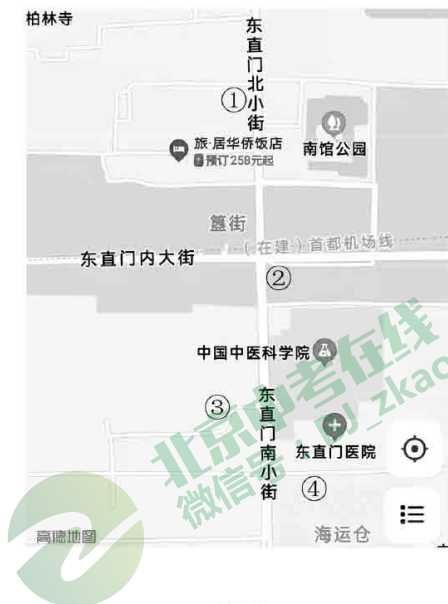 柏林寺
东直门北小街
①
旅·居华侨饭店
预订258元起
南馆公园
簋街
(在建)首都机场线
东直门内大街
②
中国中医科学院
③
东直门南小街
东直门医院
④
海运仓
高德地图
北京中考在线
微信号:BJ_zkao